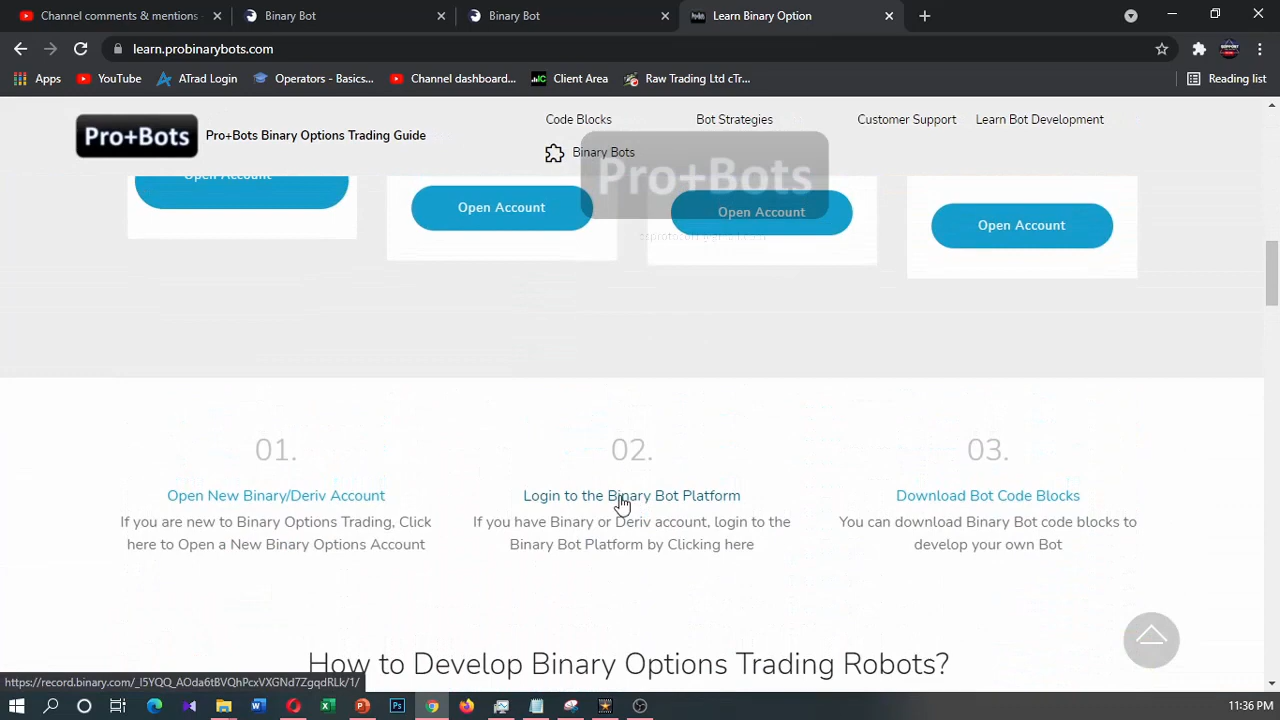 Channel comments & mentions -
Binary Bot
Binary Bot
Learn Binary Option
learn.probinarybots.com
Apps
YouTube
ATrad Login
Operators - Basics...
Channel dashboard...
Client Area
Raw Trading Ltd cTr...
Reading list
Pro+Bots
Pro+Bots Binary Options Trading Guide
Code Blocks
Bot Strategies
Customer Support
Learn Bot Development
Binary Bots
Pro+Bots
Open Account
Open Account
Open Account
Open Account
01.
Open New Binary/Deriv Account
If you are new to Binary Options Trading, Click
here to Open a New Binary Options Account
02.
Login to the Binary Bot Platform
If you have Binary or Deriv account, login to the
Binary Bot Platform by Clicking here
03.
Download Bot Code Blocks
You can download Binary Bot code blocks to
develop your own Bot
How to Develop Binary Options Trading Robots?
https://record.binary.com/_I5YQQ_AOda6tBVQhPcxVXGNd7ZgqdRLk/1/
11:36 PM